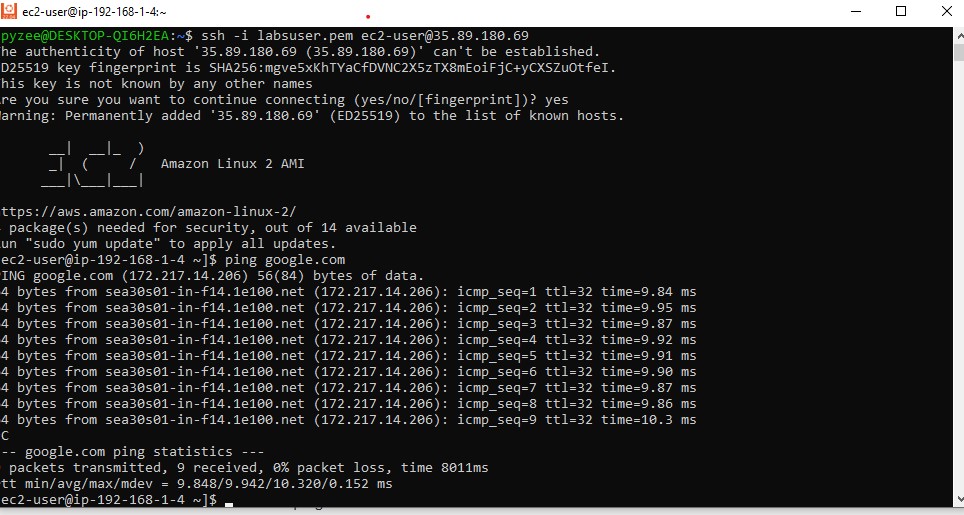 ec2-user@ip-192-168-1-4:~
pyzee@DESKTOP-QI6H2EA:~$ ssh -i labsuser.pem ec2-user@35.89.180.69
he authenticity of host '35.89.180.69 (35.89.180.69)' can't be established.
D25519 key fingerprint is SHA256:mgve5xKhTYaCfDVNC2X5zTX8mEoiFjC+yCXSZuOtfeI.
his key is not known by any other names
re you sure you want to continue connecting (yes/no/[fingerprint])? yes
arning: Permanently added '35.89.180.69' (ED25519) to the list of known hosts.
__|  __|_  )
_|  (     /   Amazon Linux 2 AMI
___|\___|___|
ttps://aws.amazon.com/amazon-linux-2/
package(s) needed for security, out of 14 available
un "sudo yum update" to apply all updates.
ec2-user@ip-192-168-1-4 ~]$ ping google.com
ING google.com (172.217.14.206) 56(84) bytes of data.
4 bytes from sea30s01-in-f14.1e100.net (172.217.14.206): icmp_seq=1 ttl=32 time=9.84 ms
4 bytes from sea30s01-in-f14.1e100.net (172.217.14.206): icmp_seq=2 ttl=32 time=9.95 ms
4 bytes from sea30s01-in-f14.1e100.net (172.217.14.206): icmp_seq=3 ttl=32 time=9.87 ms
4 bytes from sea30s01-in-f14.1e100.net (172.217.14.206): icmp_seq=4 ttl=32 time=9.92 ms
4 bytes from sea30s01-in-f14.1e100.net (172.217.14.206): icmp_seq=5 ttl=32 time=9.91 ms
4 bytes from sea30s01-in-f14.1e100.net (172.217.14.206): icmp_seq=6 ttl=32 time=9.90 ms
4 bytes from sea30s01-in-f14.1e100.net (172.217.14.206): icmp_seq=7 ttl=32 time=9.87 ms
4 bytes from sea30s01-in-f14.1e100.net (172.217.14.206): icmp_seq=8 ttl=32 time=9.86 ms
4 bytes from sea30s01-in-f14.1e100.net (172.217.14.206): icmp_seq=9 ttl=32 time=10.3 ms
C
-- google.com ping statistics ---
packets transmitted, 9 received, 0% packet loss, time 8011ms
tt min/avg/max/mdev = 9.848/9.942/10.320/0.152 ms
ec2-user@ip-192-168-1-4 ~]$